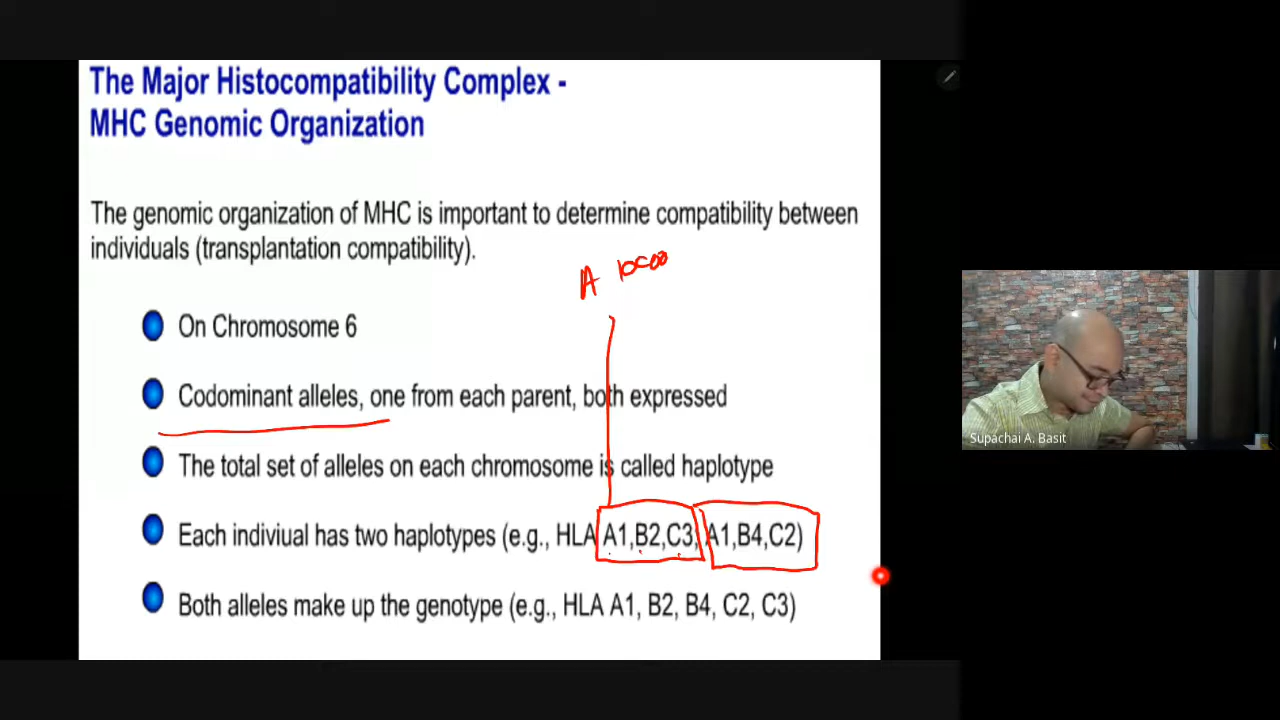 The Major Histocompatibility Complex -
MHC Genomic Organization
The genomic organization of MHC is important to determine compatibility between
individuals (transplantation compatibility).
A
On Chromosome 6
Codominant alleles, one from each parent, both expressed
The total set of alleles on each chromosome is called haplotype
Each indiviual has two haplotypes (e.g., HLA A1,B2,C3, A1,B4,C2)
Both alleles make up the genotype (e.g., HLA A1, B2, B4, C2, C3)
Supachai A. Basit